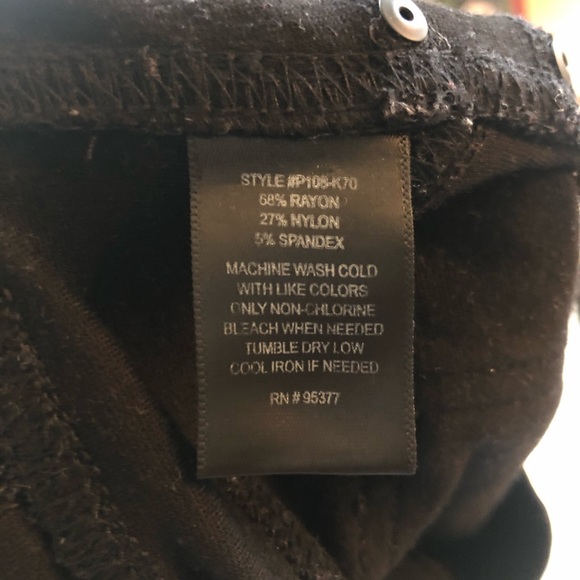 STYLE #P108-K70
68% RAYON
27% NYLON
5% SPANDEX
MACHINE WASH COLD
WITH LIKE COLORS
ONLY NON-CHLORINE
BLEACH WHEN NEEDED
TUMBLE DRY LOW
COOL IRON IF NEEDED
RN # 95377